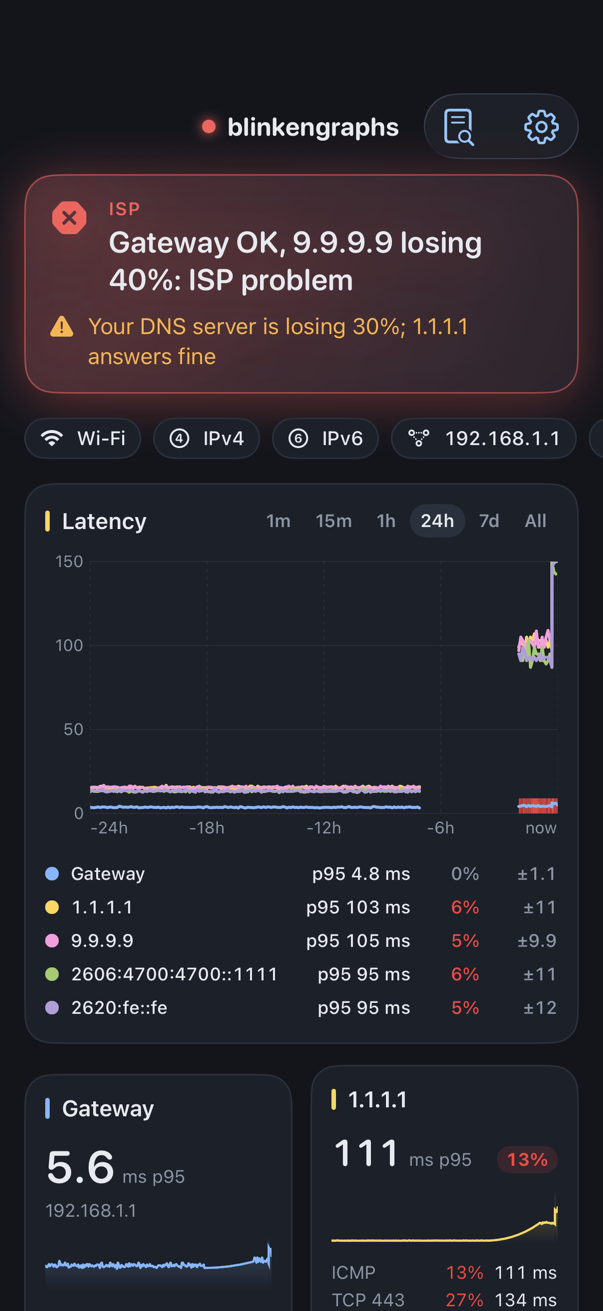 blinkengraphs
ISP
Gateway OK, 9.9.9.9 losing
40%: ISP problem
Your DNS server is losing 30%; 1.1.1.1
answers fine
Wi-Fi
4 IPv4
6 IPv6
192.168.1.1
Latency 1m 15m 1h 24h 7d All
150
100
50
0
-24h -18h -12h -6h now
Gateway p95 4.8 ms 0% ±1.1
1.1.1.1 p95 103 ms 6% ±11
9.9.9.9 p95 105 ms 5% ±9.9
2606:4700:4700::1111 p95 95 ms 6% ±11
2620:fe::fe p95 95 ms 5% ±12
Gateway
5.6 ms p95
192.168.1.1
1.1.1.1
111 ms p95 13%
ICMP 13% 111 ms
TCP 443 27% 134 ms